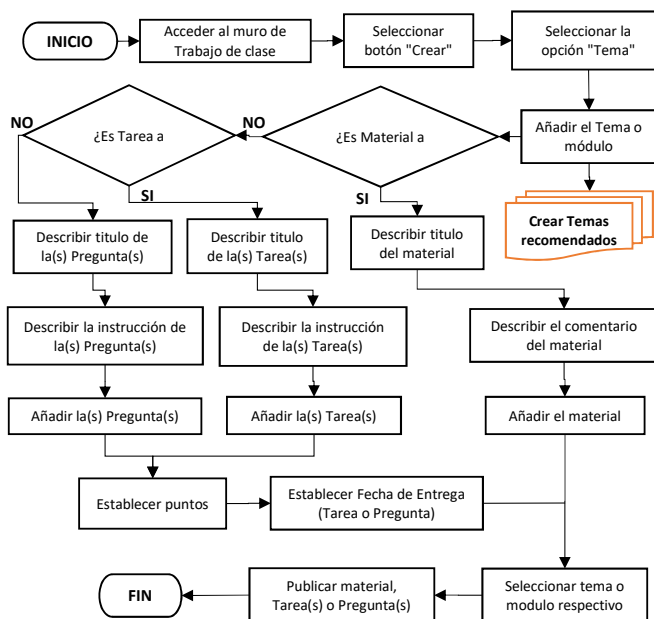 INICIO
Acceder al muro de
Trabajo de clase
Seleccionar
botón "Crear"
Seleccionar la
opción "Tema"
NO
¿Es Tarea a
NO
¿Es Material a
Añadir el Tema o
módulo
SI
SI
Crear Temas
recomendados
Describir titulo de
la(s) Pregunta(s)
Describir titulo
de la(s) Tarea(s)
Describir titulo
del material
Describir la instrucción de
la(s) Pregunta(s)
Describir la instrucción
de la(s) Tarea(s)
Describir el comentario
del material
Añadir la(s) Pregunta(s)
Añadir la(s) Tarea(s)
Añadir el material
Establecer puntos
Establecer Fecha de Entrega
(Tarea o Pregunta)
FIN
Publicar material,
Tarea(s) o Pregunta(s)
Seleccionar tema o
modulo respectivo